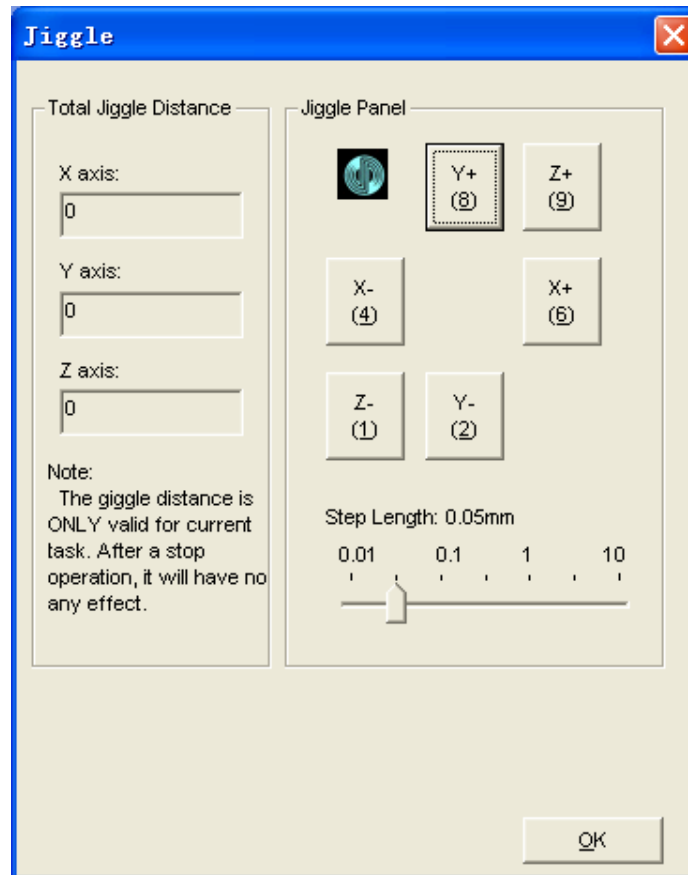 Jiggle
Total Jiggle Distance
X axis:
0
Y axis:
0
Z axis:
0
Note:
The giggle distance is
ONLY valid for current
task. After a stop
operation, it will have no
any effect.
Jiggle Panel
Y+
(8)
Z+
(9)
X-
(4)
X+
(6)
Z-
(1)
Y-
(2)
Step Length: 0.05mm
0.01 0.1 1 10
OK